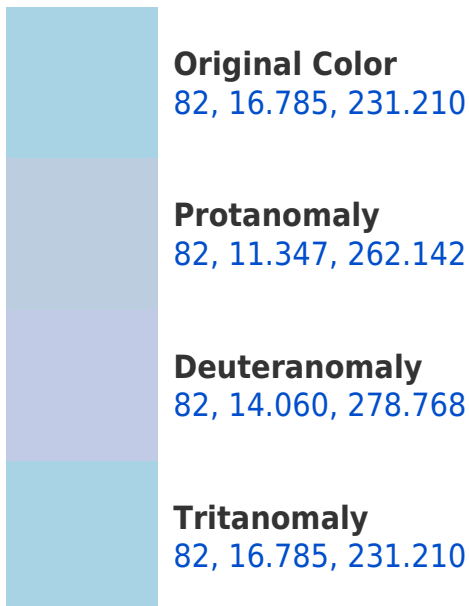 Original Color
82, 16.785, 231.210
Protanomaly
82, 11.347, 262.142
Deuteranomaly
82, 14.060, 278.768
Tritanomaly
82, 16.785, 231.210